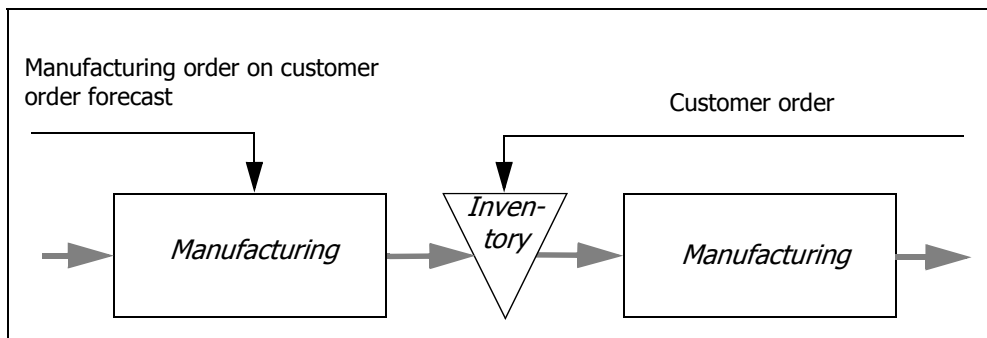 Manufacturing order on customer
order forecast
Customer order
Inven-
tory
Manufacturing
Manufacturing